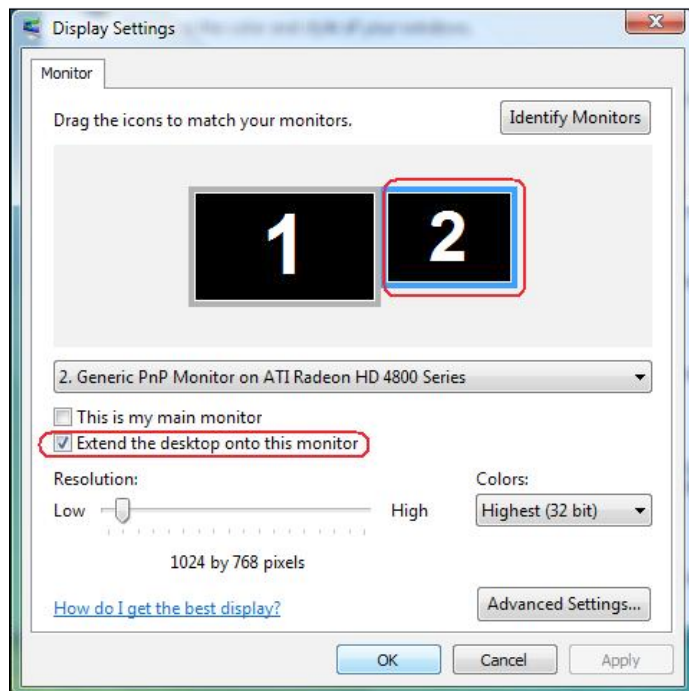 Display Settings
Monitor
Drag the icons to match your monitors.
Identify Monitors
1
2
2. Generic PnP Monitor on ATI Radeon HD 4800 Series
This is my main monitor
Extend the desktop onto this monitor
Resolution:
Colors:
Low
High
Highest (32 bit)
1024 by 768 pixels
How do I get the best display?
Advanced Settings...
OK
Cancel
Apply